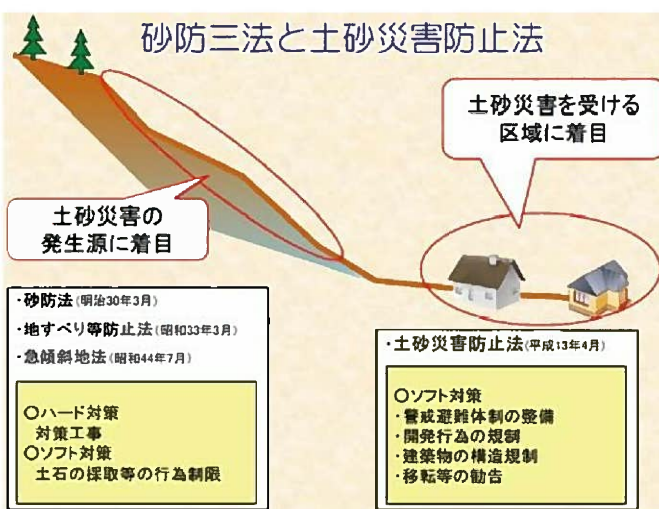 砂防三法と土砂災害防止法
土砂災害を受ける
区域に着目
土砂災害の
発生源に着目
・砂防法(明治30年3月)
・地すべり等防止法(昭和33年3月)
・急傾斜地法(昭和44年7月)
○ハード対策
対策工事
○ソフト対策
土石の採取等の行為制限
・土砂災害防止法(平成13年4月)
○ソフト対策
・警戒避難体制の整備
・開発行為の規制
・建築物の構造規制
・移転等の勧告